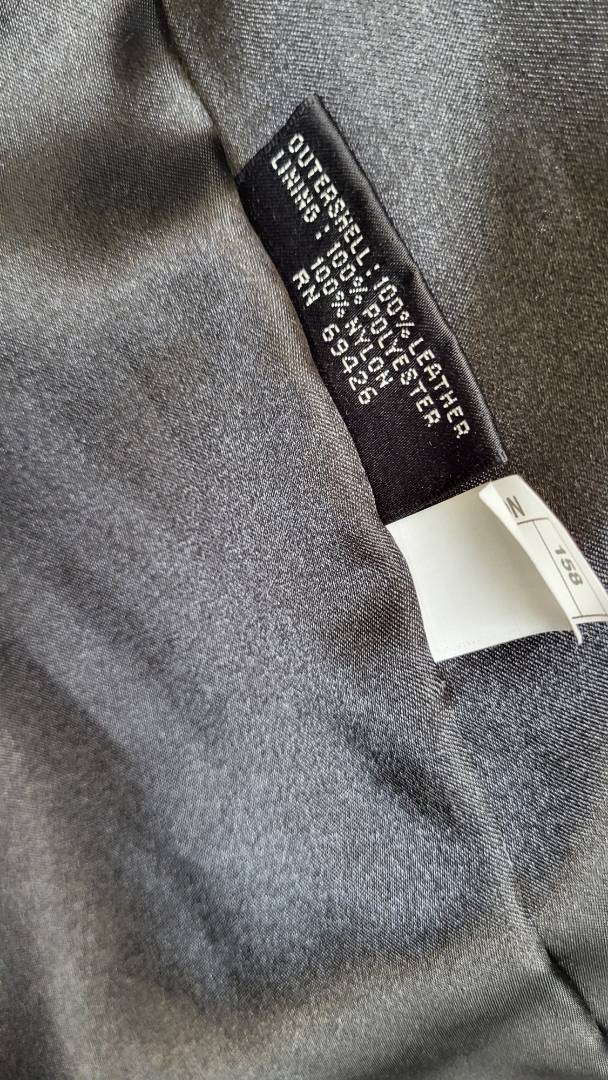 OUTERSHELL: 100% LEATHER
LINING : 100% POLYESTER
100% NYLON
RN 69426
N
158